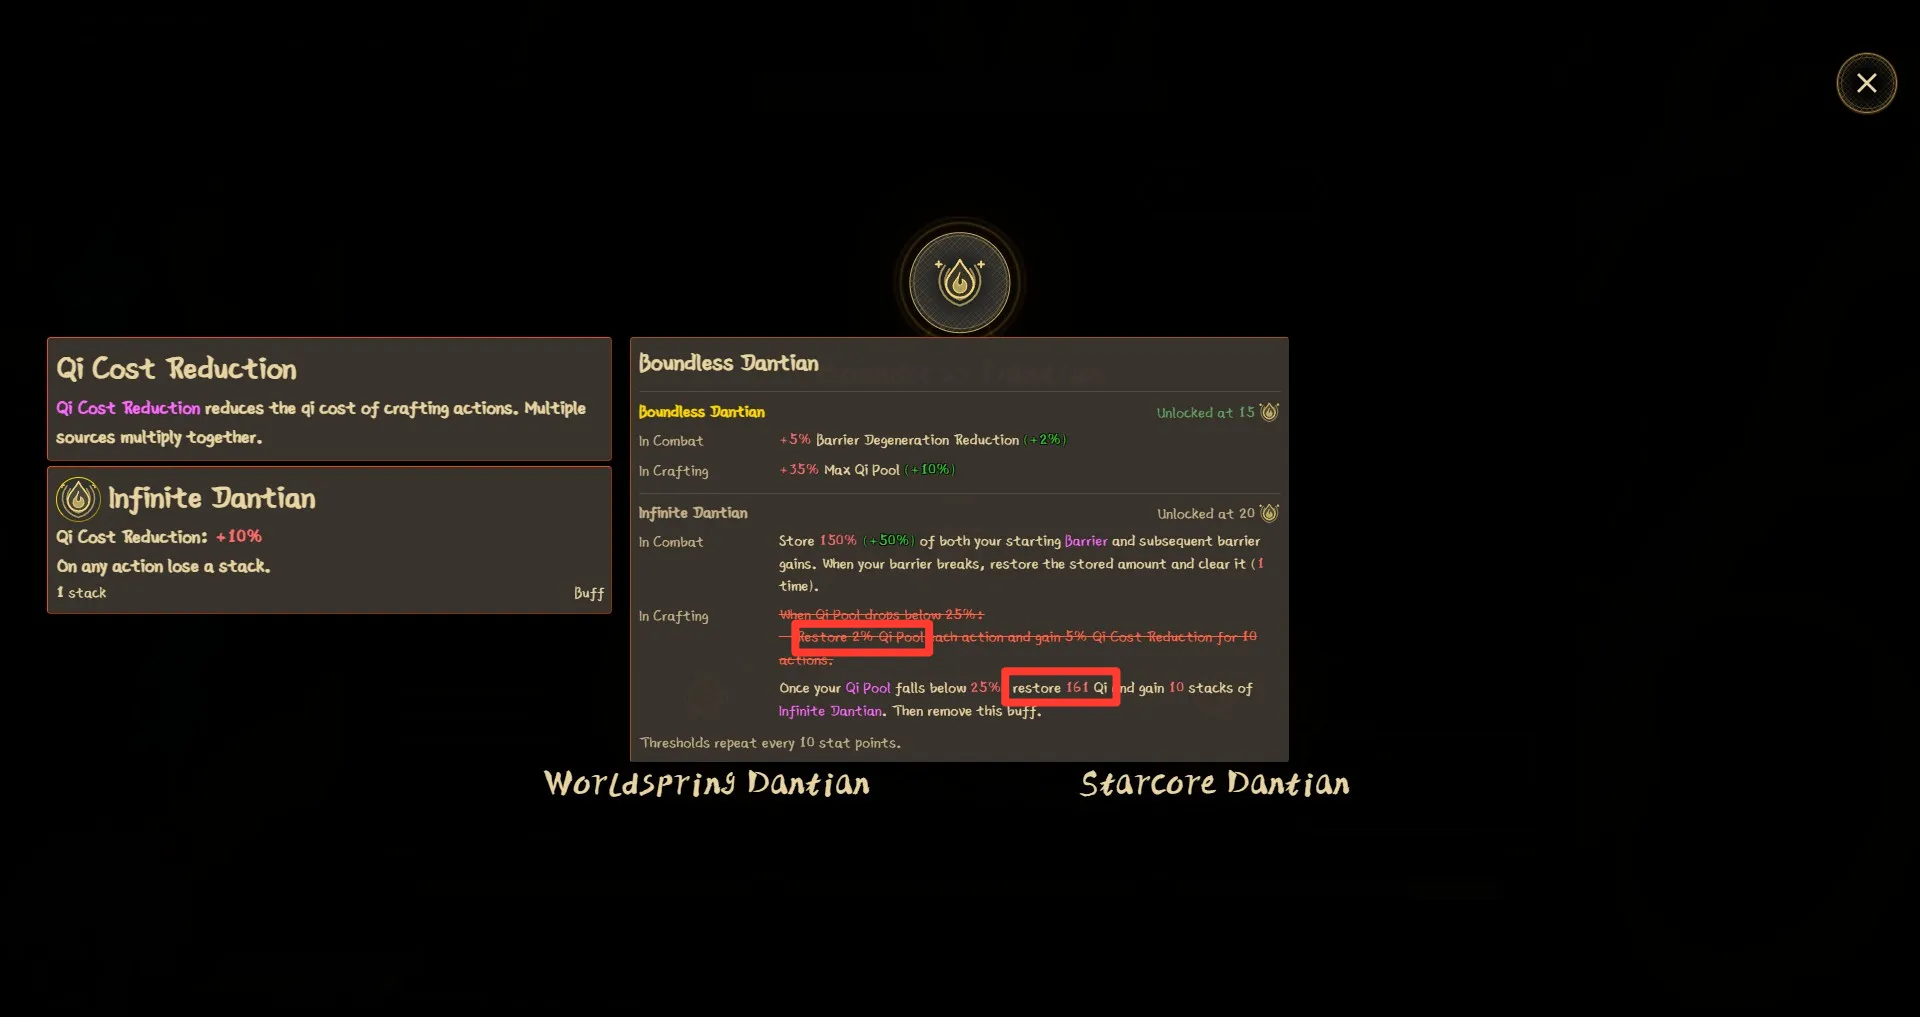 Qi Cost Reduction
Qi Cost Reduction reduces the qi cost of crafting actions. Multiple
sources multiply together.
Infinite Dantian
Qi Cost Reduction: +10%
On any action lose a stack.
1 stack Buff
Boundless Dantian
Boundless Dantian Unlocked at 15
In Combat +5% Barrier Degeneration Reduction (+2%)
In Crafting +35% Max Qi Pool (+10%)
Infinite Dantian Unlocked at 20
In Combat Store 150% (+50%) of both your starting Barrier and subsequent barrier
gains. When your barrier breaks, restore the stored amount and clear it (1
time).
In Crafting When Qi Pool drops below 25%:
Restore 2% Qi Pool each action and gain 5% Qi Cost Reduction for 10
actions.
Once your Qi Pool falls below 25% restore 161 Qi and gain 10 stacks of
Infinite Dantian. Then remove this buff.
Thresholds repeat every 10 stat points.
Worldspring Dantian Starcore Dantian